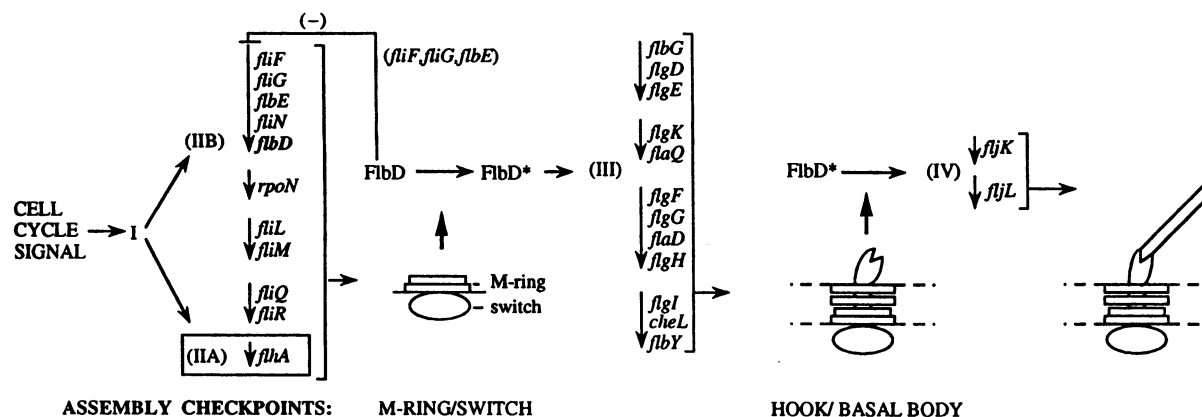 (–)
fliF
fliG
flbE
fliN
flbD
(fliF,fliG,flbE)
(IIB)
rpoN
CELL
CYCLE
SIGNAL
I
fliL
fliM
fliQ
fliR
(IIA)
flhA
FlbD
FlbD*
M-ring
switch
(III)
flbG
flgD
flgE
flgK
flaQ
flgF
flgG
flaD
flgH
flgI
cheL
flbY
FlbD*
(IV)
fljK
fljL
ASSEMBLY CHECKPOINTS: M-RING/SWITCH HOOK/ BASAL BODY